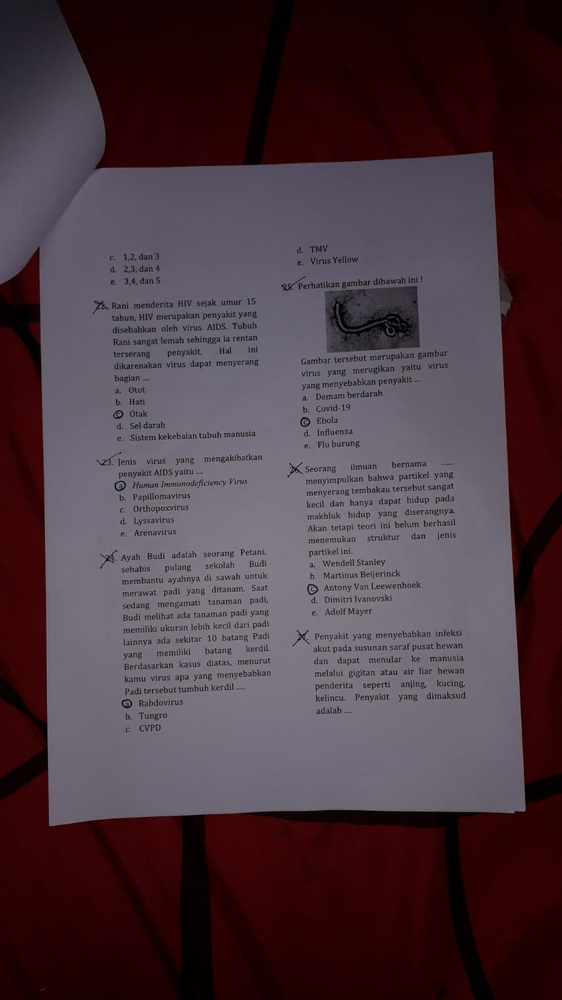 c. 1,2, dan 3
d. 2,3, dan 4
e. 3,4, dan 5
22. Rani menderita HIV sejak umur 15
tahun, HIV merupakan penyakit yang
disebabkan oleh virus AIDS. Tubuh
Rani sangat lemah sehingga ia rentan
terserang penyakit, Hal ini
dikarenakan virus dapat menyerang
bagian ....
a. Otot
b. Hati
c. Otak
d. Sel darah
e. Sistem kekebalan tubuh manusia
23. Jenis virus yang mengakibatkan
penyakit AIDS yaitu ....
a. Human Immunodeficiency Virus
b. Papillomavirus
c. Orthopoxvirus
d. Lyssavirus
e. Arenavirus
24. Ayah Budi adalah seorang Petani,
sehabis pulang sekolah Budi
membantu ayahnya di sawah untuk
merawat padi yang ditanam. Saat
sedang mengamati tanaman padi,
Budi melihat ada tanaman padi yang
memiliki ukuran lebih kecil dari padi
lainnya ada sekitar 10 batang Padi
yang memiliki batang kerdil.
Berdasarkan kasus diatas, menurut
kamu virus apa yang menyebabkan
Padi tersebut tumbuh kerdil .....
a. Rabdovirus
b. Tungro
c. CVPD
d. TMV
e. Virus Yellow
25. Perhatikan gambar dibawah ini !
Gambar tersebut merupakan gambar
virus yang merugikan yaitu virus
yang menyebabkan penyakit ...
a. Demam berdarah
b. Covid-19
c. Ebola
d. Influenza
e. Flu burung
26. Seorang ilmuan bernama ......
menyimpulkan bahwa partikel yang
menyerang tembakau tersebut sangat
kecil dan hanya dapat hidup pada
makhluk hidup yang diserangnya.
Akan tetapi teori ini belum berhasil
menemukan struktur dan jenis
partikel ini.
a. Wendell Stanley
b. Martinus Beijerinck
c. Antony Van Leewenhoek
d. Dimitri Ivanovski
e. Adolf Mayer
27. Penyakit yang menyebabkan infeksi
akut pada susunan saraf pusat hewan
dan dapat menular ke manusia
melalui gigitan atau air liar hewan
penderita seperti anjing, kucing,
kelincu. Penyakit yang dimaksud
adalah ....